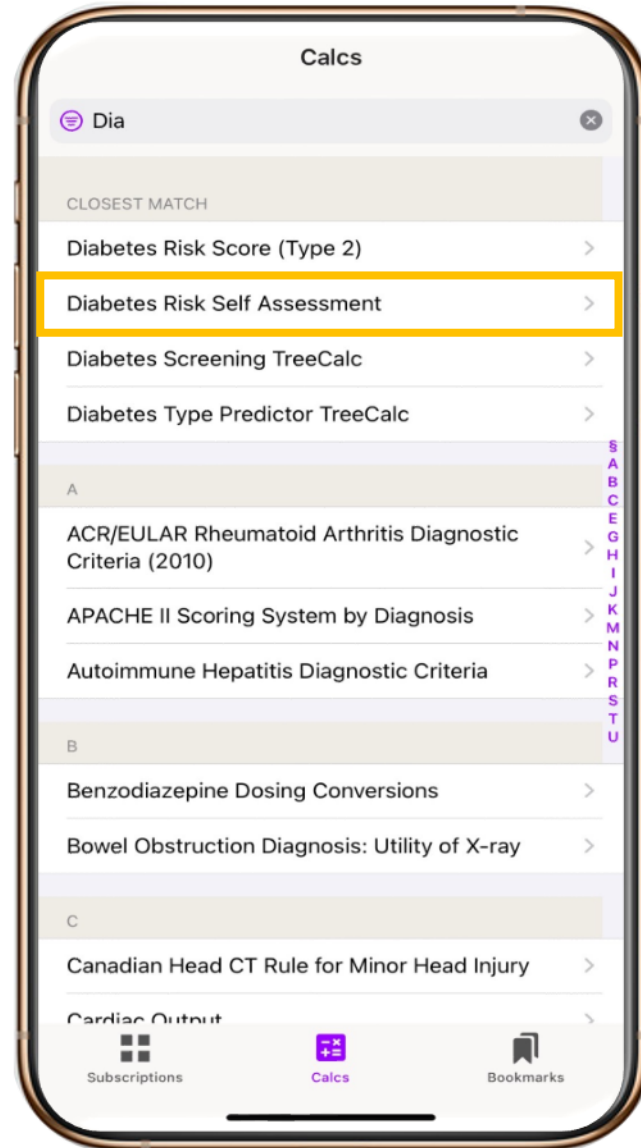 Calcs
Dia
CLOSEST MATCH
Diabetes Risk Score (Type 2)
Diabetes Risk Self Assessment
Diabetes Screening TreeCalc
Diabetes Type Predictor TreeCalc
A
ACR/EULAR Rheumatoid Arthritis Diagnostic
Criteria (2010)
APACHE II Scoring System by Diagnosis
Autoimmune Hepatitis Diagnostic Criteria
B
Benzodiazepine Dosing Conversions
Bowel Obstruction Diagnosis: Utility of X-ray
C
Canadian Head CT Rule for Minor Head Injury
Cardiac Output
§
A
B
C
E
G
H
I
J
K
M
N
P
R
S
T
U
Subscriptions
Calcs
Bookmarks